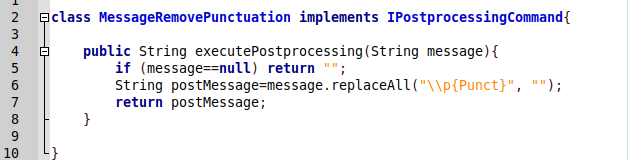 2 class MessageRemovePunctuation implements IPostprocessingCommand{
3
4 public String executePostprocessing(String message){
5 if (message==null) return "";
6 String postMessage=message.replaceAll("\\p{Punct}", "");
7 return postMessage;
8 }
9
10 }